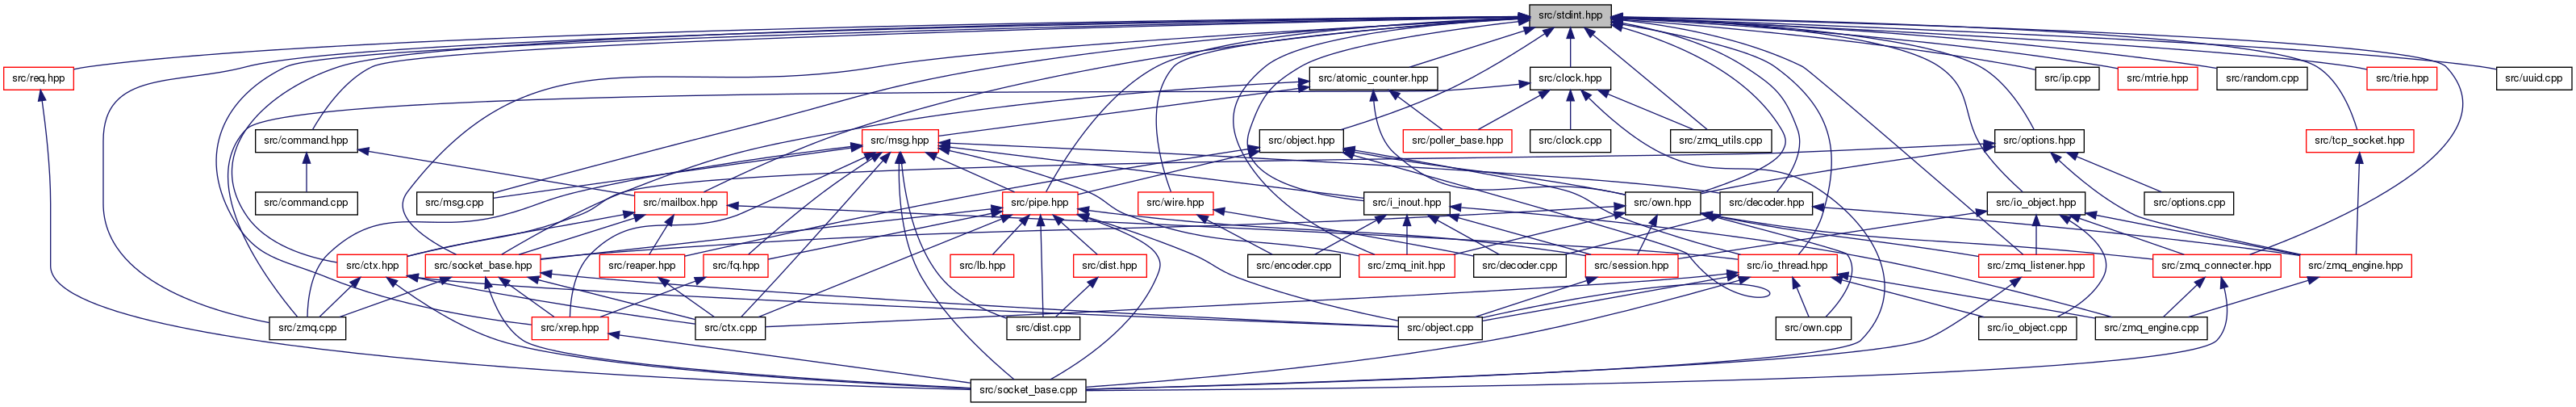 src/stdint.hpp
src/req.hpp
src/atomic_counter.hpp
src/clock.hpp
src/ip.cpp
src/mtrie.hpp
src/random.cpp
src/trie.hpp
src/uuid.cpp
src/command.hpp
src/msg.hpp
src/object.hpp
src/poller_base.hpp
src/clock.cpp
src/zmq_utils.cpp
src/options.hpp
src/tcp_socket.hpp
src/command.cpp
src/msg.cpp
src/mailbox.hpp
src/pipe.hpp
src/wire.hpp
src/i_inout.hpp
src/own.hpp
src/decoder.hpp
src/io_object.hpp
src/options.cpp
src/ctx.hpp
src/socket_base.hpp
src/reaper.hpp
src/fq.hpp
src/lb.hpp
src/dist.hpp
src/encoder.cpp
src/zmq_init.hpp
src/decoder.cpp
src/session.hpp
src/io_thread.hpp
src/zmq_listener.hpp
src/zmq_connecter.hpp
src/zmq_engine.hpp
src/zmq.cpp
src/xrep.hpp
src/ctx.cpp
src/dist.cpp
src/object.cpp
src/own.cpp
src/io_object.cpp
src/zmq_engine.cpp
src/socket_base.cpp